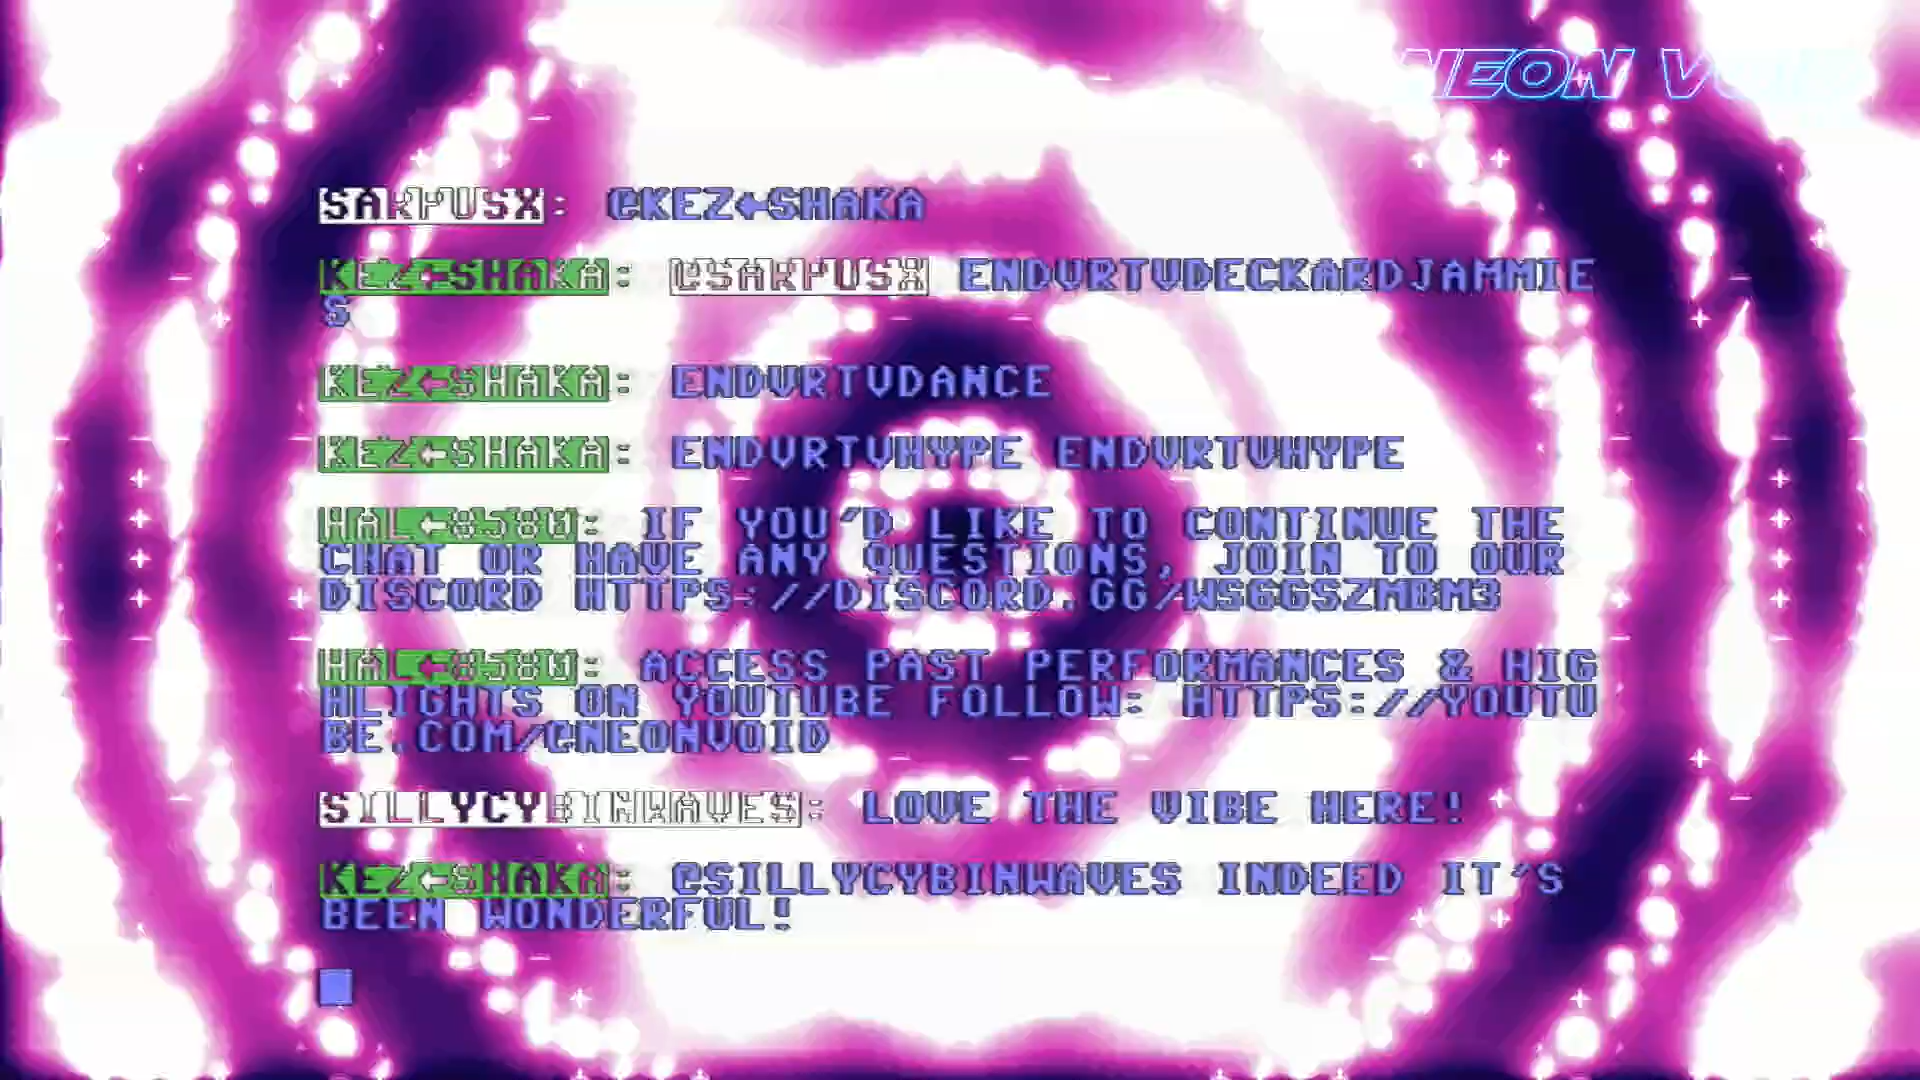 NEON VOID
SARPUSX: @KEZ←SHAKA
KEZ←SHAKA: @SARPUSX ENDVRTVDECKARDJAMMIE
S
KEZ←SHAKA: ENDVRTVDANCE
KEZ←SHAKA: ENDVRTVHYPE ENDVRTVHYPE
HAL←8580: IF YOU'D LIKE TO CONTINUE THE
CHAT OR HAVE ANY QUESTIONS, JOIN TO OUR
DISCORD HTTPS://DISCORD.GG/WS6GSZMBM3
HAL←8580: ACCESS PAST PERFORMANCES & HIG
HLIGHTS ON YOUTUBE FOLLOW: HTTPS://YOUTU
BE.COM/@NEONVOID
SILLYCYBINWAVES: LOVE THE VIBE HERE!
KEZ←SHAKA: @SILLYCYBINWAVES INDEED IT'S
BEEN WONDERFUL!